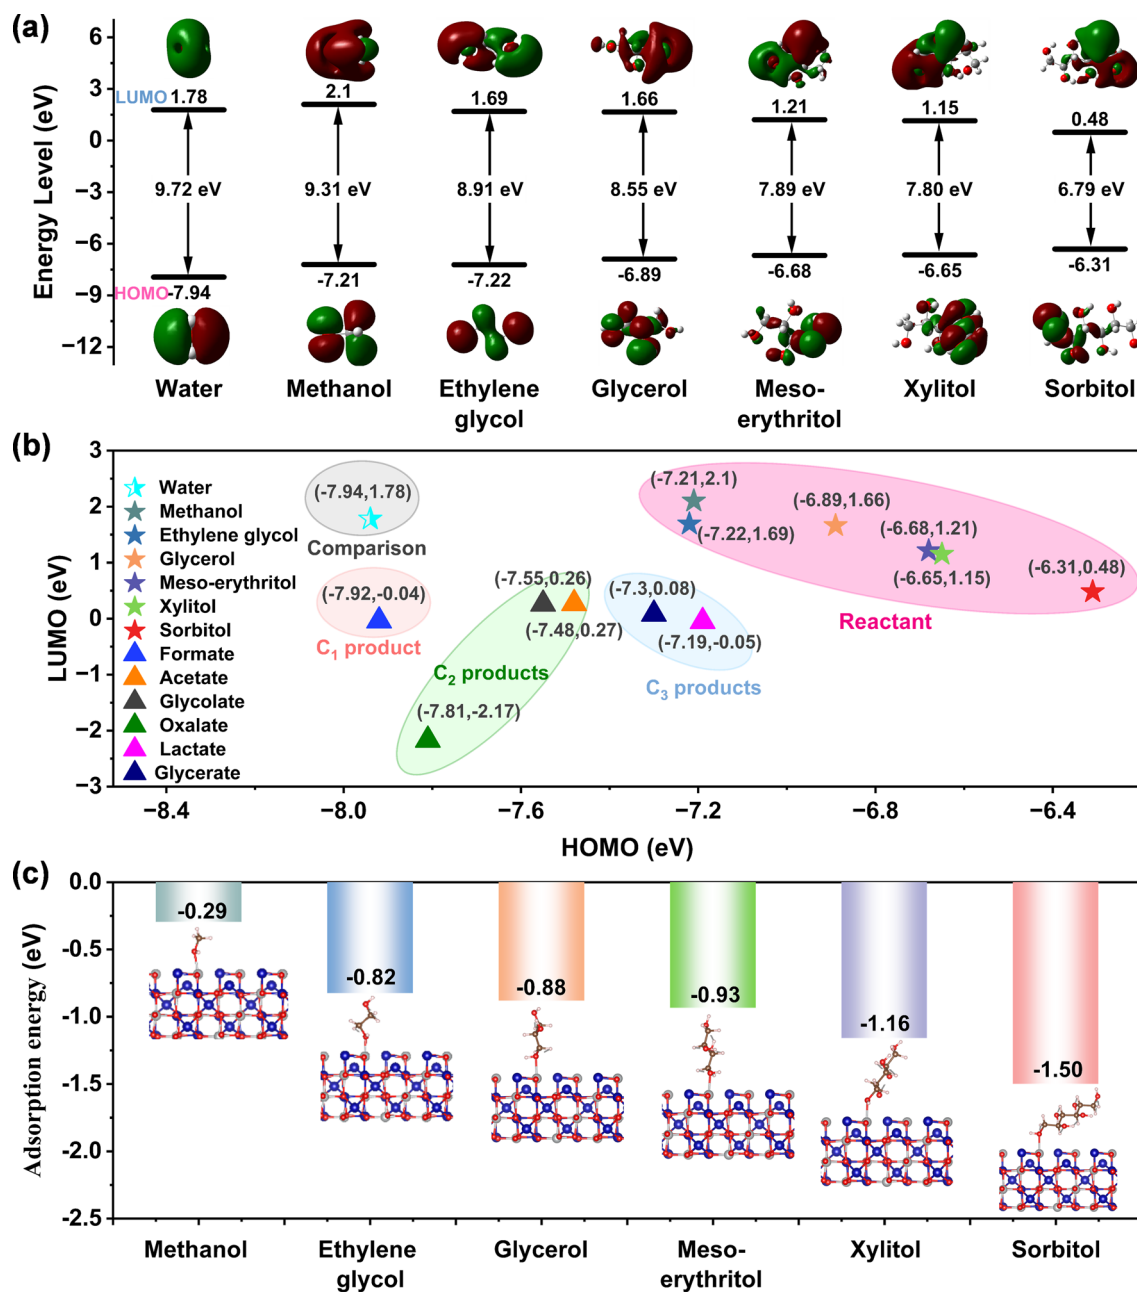 (a)
Energy Level (eV)
6
3
0
−3
−6
−9
−12
LUMO
HOMO
1.78
2.1
1.69
1.66
1.21
1.15
0.48
9.72 eV
9.31 eV
8.91 eV
8.55 eV
7.89 eV
7.80 eV
6.79 eV
-7.94
-7.21
-7.22
-6.89
-6.68
-6.65
-6.31
Water
Methanol
Ethylene
glycol
Glycerol
Meso-
erythritol
Xylitol
Sorbitol
(b)
LUMO (eV)
3
2
1
0
−1
−2
−3
Water
Methanol
Ethylene glycol
Glycerol
Meso-erythritol
Xylitol
Sorbitol
Formate
Acetate
Glycolate
Oxalate
Lactate
Glycerate
(-7.94,1.78)
Comparison
(-7.92,-0.04)
C₁ product
(-7.55,0.26)
(-7.48,0.27)
C₂ products
(-7.81,-2.17)
(-7.3,0.08)
(-7.19,-0.05)
C₃ products
(-7.21,2.1)
(-7.22,1.69)
(-6.89,1.66)
(-6.68,1.21)
(-6.65,1.15)
(-6.31,0.48)
Reactant
−8.4
−8.0
−7.6
−7.2
−6.8
−6.4
HOMO (eV)
(c)
Adsorption energy (eV)
0.0
-0.5
-1.0
-1.5
-2.0
-2.5
-0.29
-0.82
-0.88
-0.93
-1.16
-1.50
Methanol
Ethylene
glycol
Glycerol
Meso-
erythritol
Xylitol
Sorbitol